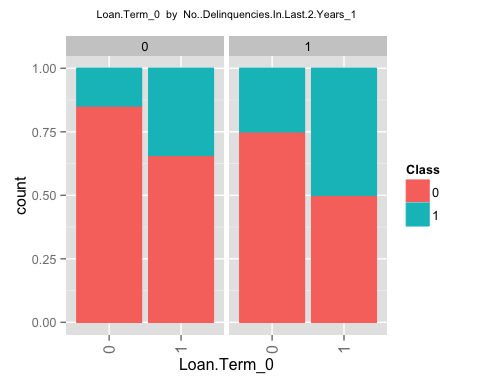 Loan.Term_0 by No..Delinquencies.In.Last.2.Years_1
0 1
1.00
0.75
0.50
0.25
0.00
count
Class
0
1
0 1 0 1
Loan.Term_0